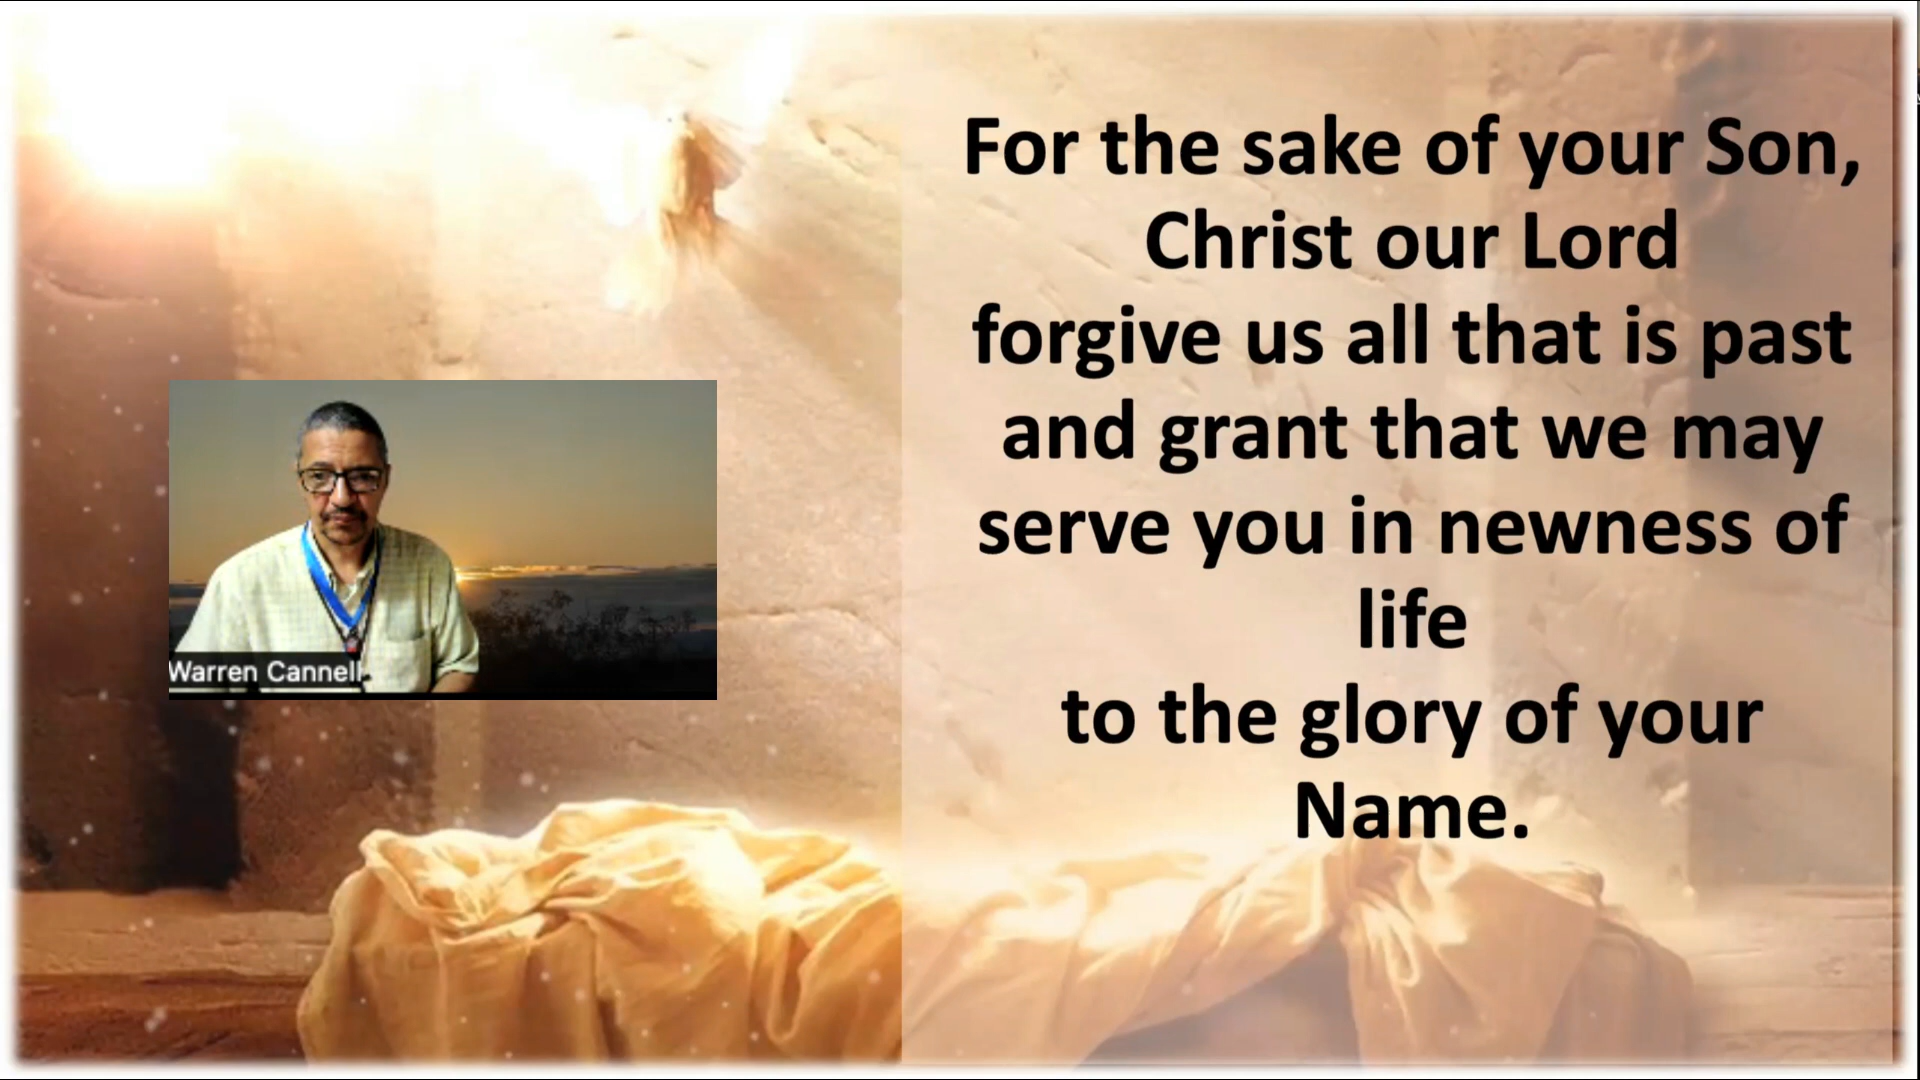 For the sake of your Son,
Christ our Lord
forgive us all that is past
and grant that we may
serve you in newness of
life
to the glory of your
Name.
Warren Cannell